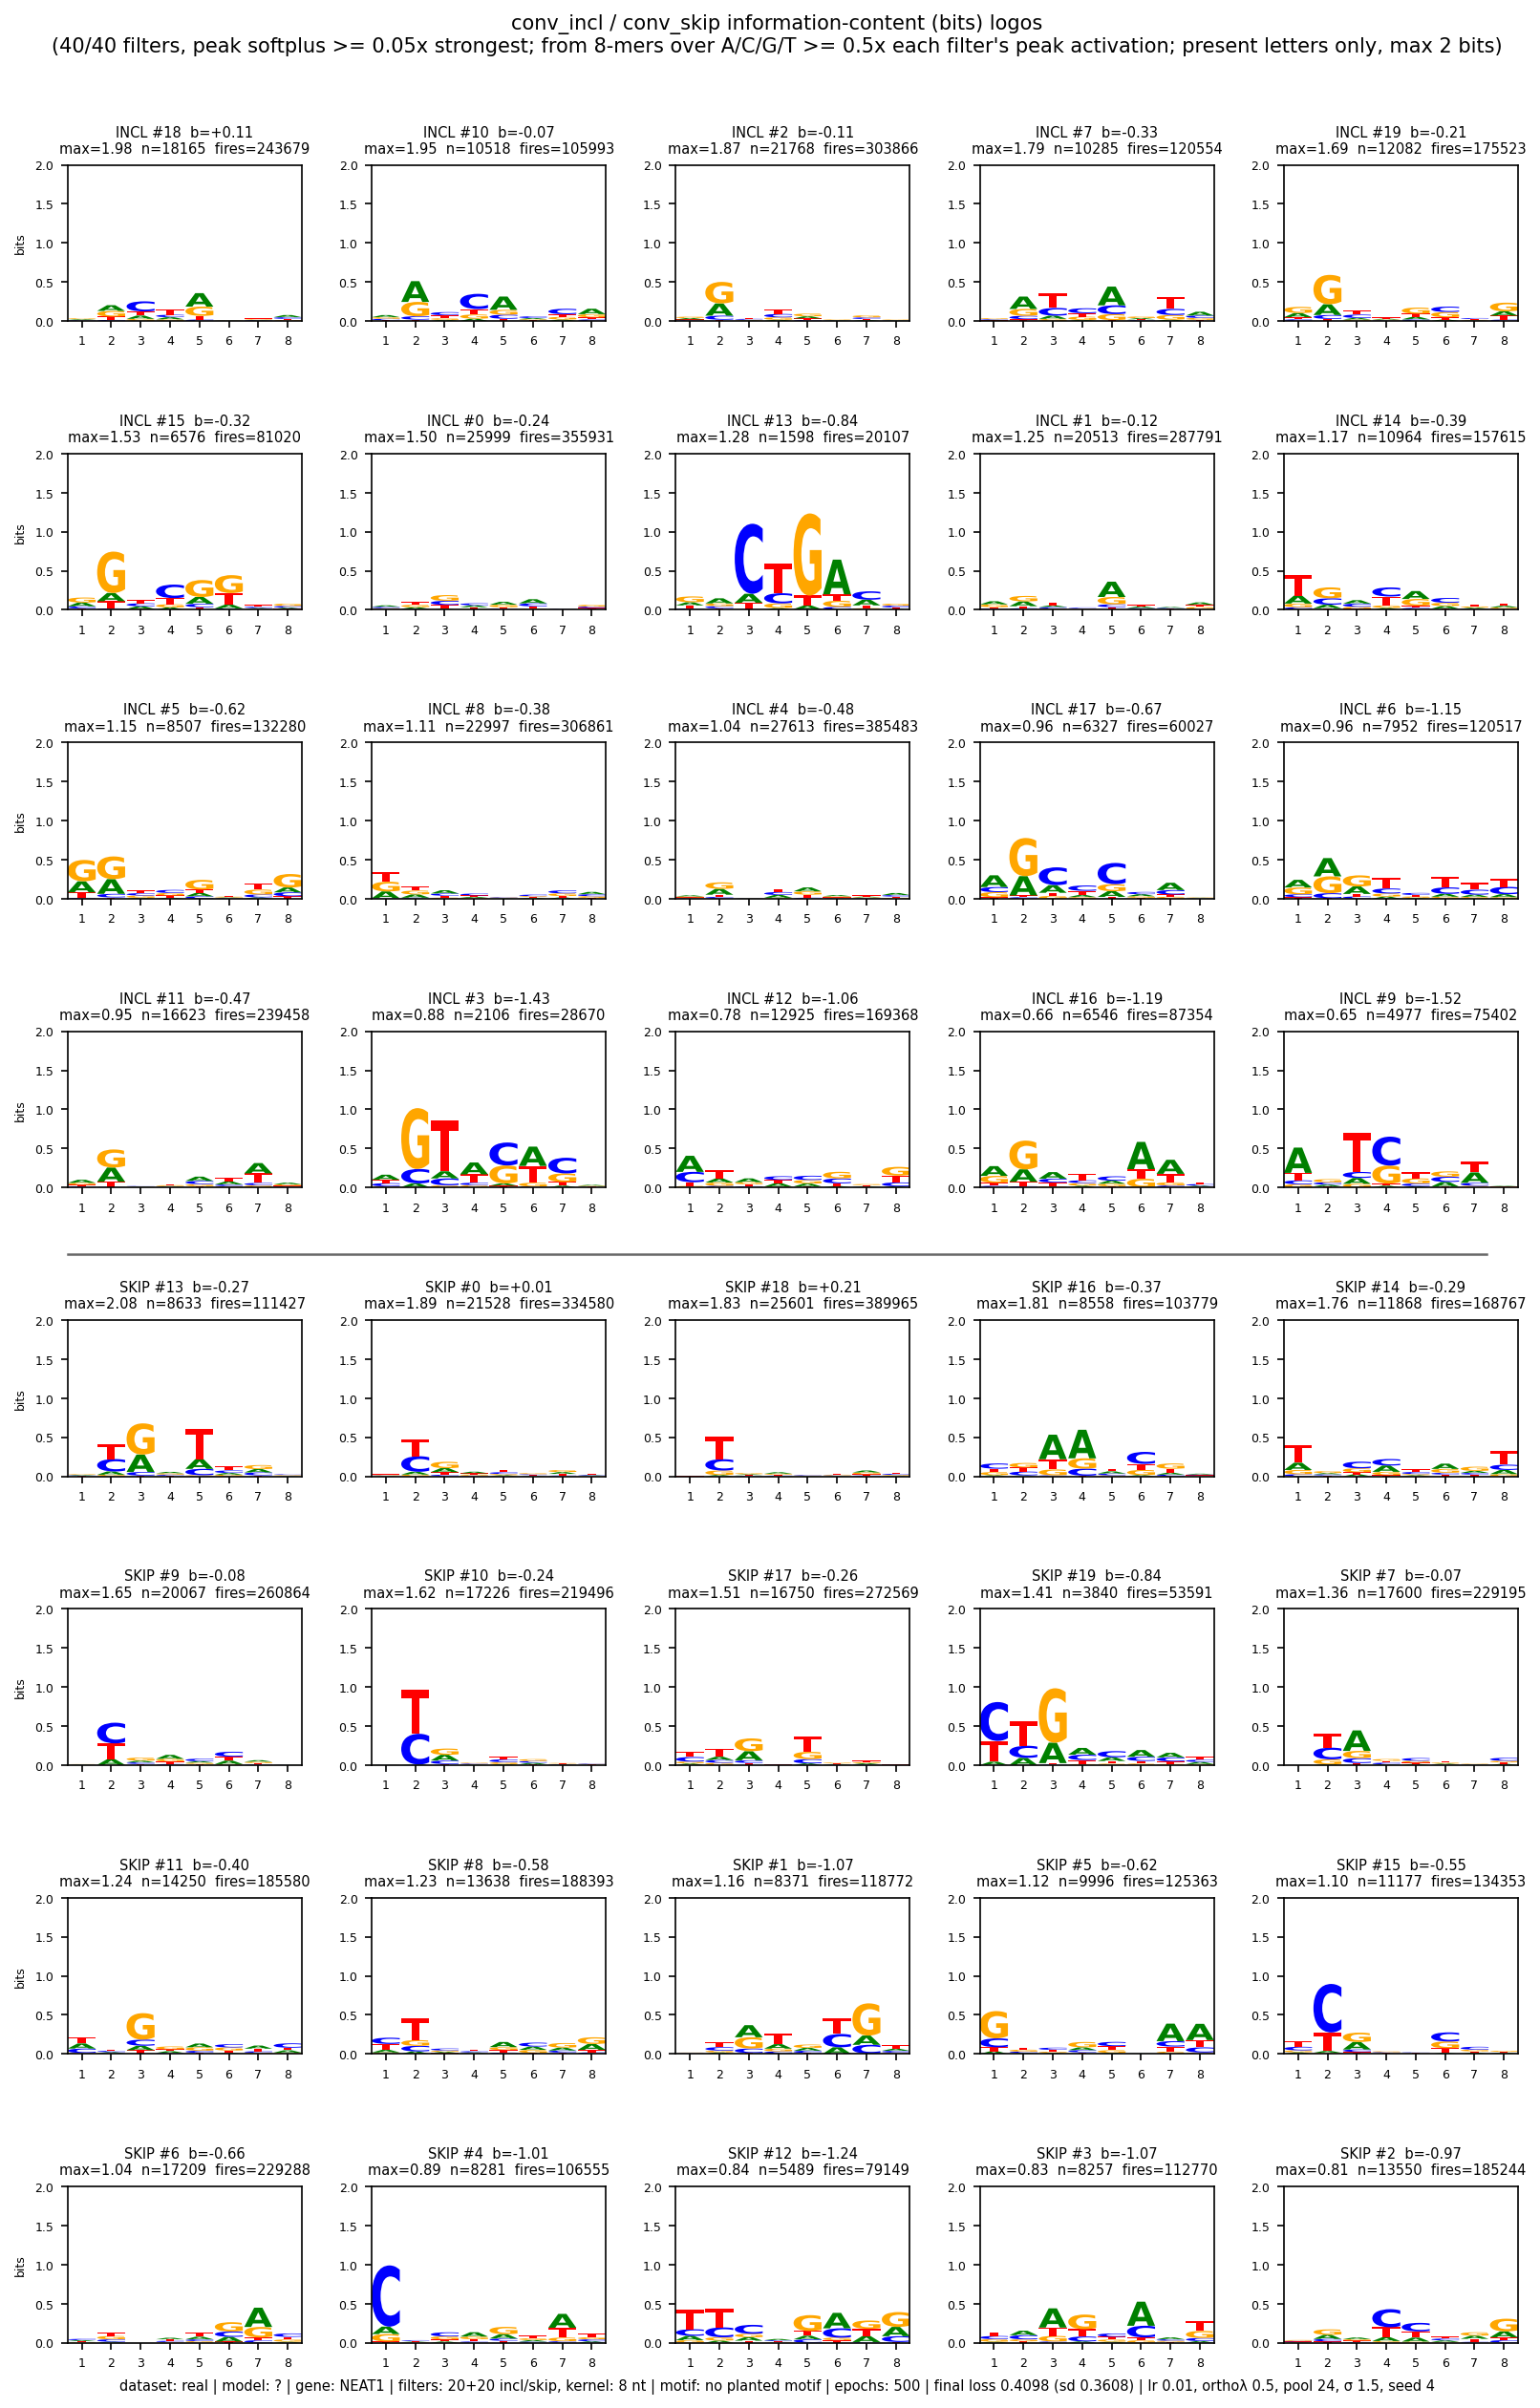 conv_incl / conv_skip information-content (bits) logos
(40/40 filters, peak softplus >= 0.05x strongest; from 8-mers over A/C/G/T >= 0.5x each filter's peak activation; present letters only, max 2 bits)
INCL #18 b=+0.11
max=1.98 n=18165 fires=243679
INCL #10 b=-0.07
max=1.95 n=10518 fires=105993
INCL #2 b=-0.11
max=1.87 n=21768 fires=303866
INCL #7 b=-0.33
max=1.79 n=10285 fires=120554
INCL #19 b=-0.21
max=1.69 n=12082 fires=175523
INCL #15 b=-0.32
max=1.53 n=6576 fires=81020
INCL #0 b=-0.24
max=1.50 n=25999 fires=355931
INCL #13 b=-0.84
max=1.28 n=1598 fires=20107
INCL #1 b=-0.12
max=1.25 n=20513 fires=287791
INCL #14 b=-0.39
max=1.17 n=10964 fires=157615
INCL #5 b=-0.62
max=1.15 n=8507 fires=132280
INCL #8 b=-0.38
max=1.11 n=22997 fires=306861
INCL #4 b=-0.48
max=1.04 n=27613 fires=385483
INCL #17 b=-0.67
max=0.96 n=6327 fires=60027
INCL #6 b=-1.15
max=0.96 n=7952 fires=120517
INCL #11 b=-0.47
max=0.95 n=16623 fires=239458
INCL #3 b=-1.43
max=0.88 n=2106 fires=28670
INCL #12 b=-1.06
max=0.78 n=12925 fires=169368
INCL #16 b=-1.19
max=0.66 n=6546 fires=87354
INCL #9 b=-1.52
max=0.65 n=4977 fires=75402
SKIP #13 b=-0.27
max=2.08 n=8633 fires=111427
SKIP #0 b=+0.01
max=1.89 n=21528 fires=334580
SKIP #18 b=+0.21
max=1.83 n=25601 fires=389965
SKIP #16 b=-0.37
max=1.81 n=8558 fires=103779
SKIP #14 b=-0.29
max=1.76 n=11868 fires=168767
SKIP #9 b=-0.08
max=1.65 n=20067 fires=260864
SKIP #10 b=-0.24
max=1.62 n=17226 fires=219496
SKIP #17 b=-0.26
max=1.51 n=16750 fires=272569
SKIP #19 b=-0.84
max=1.41 n=3840 fires=53591
SKIP #7 b=-0.07
max=1.36 n=17600 fires=229195
SKIP #11 b=-0.40
max=1.24 n=14250 fires=185580
SKIP #8 b=-0.58
max=1.23 n=13638 fires=188393
SKIP #1 b=-1.07
max=1.16 n=8371 fires=118772
SKIP #5 b=-0.62
max=1.12 n=9996 fires=125363
SKIP #15 b=-0.55
max=1.10 n=11177 fires=134353
SKIP #6 b=-0.66
max=1.04 n=17209 fires=229288
SKIP #4 b=-1.01
max=0.89 n=8281 fires=106555
SKIP #12 b=-1.24
max=0.84 n=5489 fires=79149
SKIP #3 b=-1.07
max=0.83 n=8257 fires=112770
SKIP #2 b=-0.97
max=0.81 n=13550 fires=185244
dataset: real | model: ? | gene: NEAT1 | filters: 20+20 incl/skip, kernel: 8 nt | motif: no planted motif | epochs: 500 | final loss 0.4098 (sd 0.3608) | lr 0.01, orthoλ 0.5, pool 24, σ 1.5, seed 4